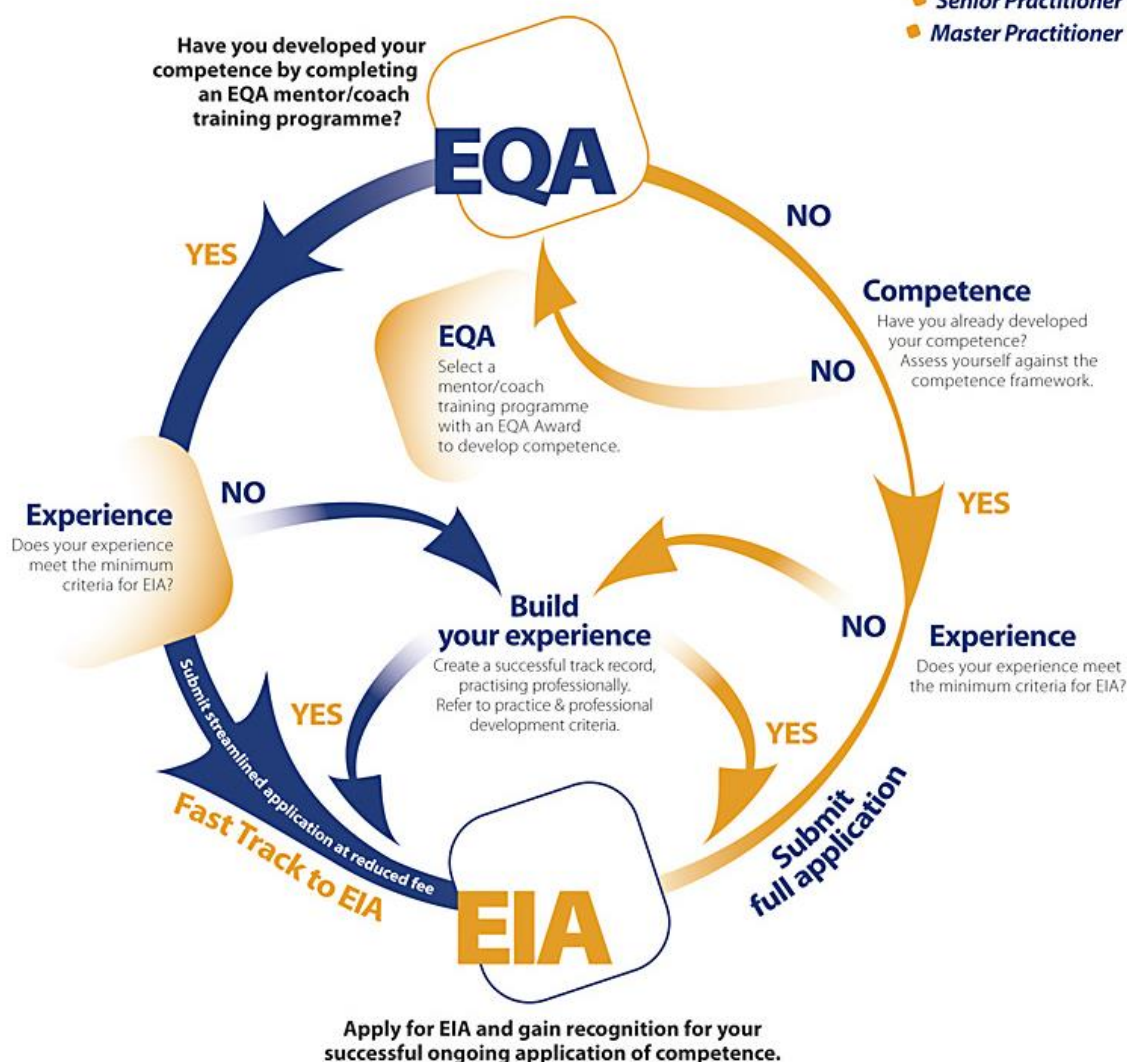 Senior Practitioner
Master Practitioner
Have you developed your
competence by completing
an EQA mentor/coach
training programme?
EQA
NO
YES
Competence
Have you already developed
your competence?
Assess yourself against the
competence framework.
NO
EQA
Select a
mentor/coach
training programme
with an EQA Award
to develop competence.
YES
NO
Experience
Does your experience
meet the minimum
criteria for EIA?
Build
your experience
Create a successful track record,
practising professionally.
Refer to practice & professional
development criteria.
NO
Experience
Does your experience meet
the minimum criteria for EIA?
YES
YES
Submit streamlined application at reduced fee
Fast Track to EIA
Submit
full application
EIA
Apply for EIA and gain recognition for your
successful ongoing application of competence.